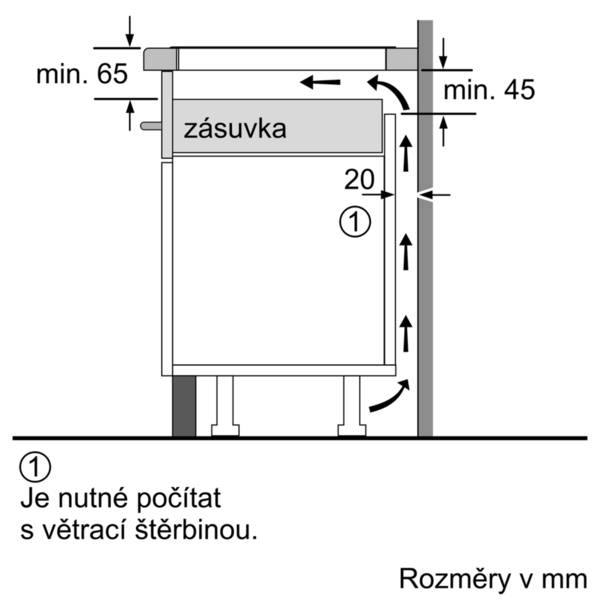 min. 65
min. 45
zásuvka
20
1
1
Je nutné počítat
s větrací štěrbinou.
Rozměry v mm